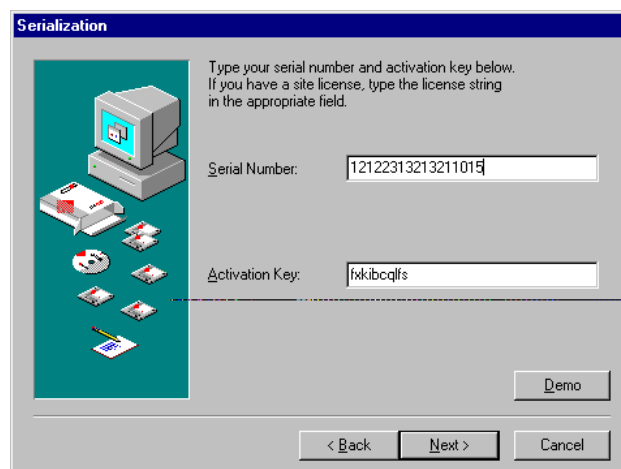 Serialization
Type your serial number and activation key below.
If you have a site license, type the license string
in the appropriate field.
Serial Number: 12122313213211015
Activation Key: fxkibcqlfs
Demo
< Back Next > Cancel